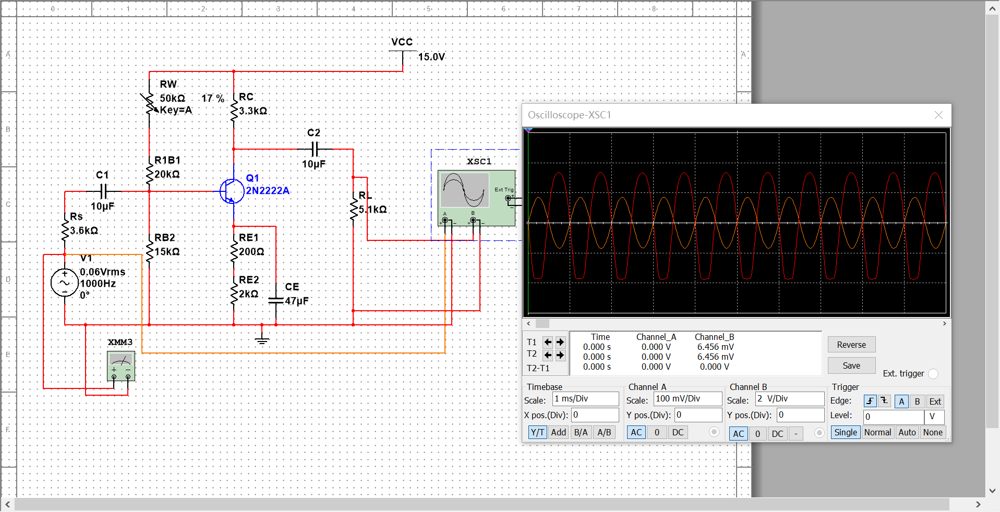 0 1 2 3 4 5 6 7 8
A
B
C
D
E
F
A
VCC
15.0V
RW
50kΩ 17 %
Key=A
RC
3.3kΩ
C2
10µF
R1B1
20kΩ
C1
10µF
Q1
2N2222A
RL
5.1kΩ
Rs
3.6kΩ
RB2
15kΩ
RE1
200Ω
V1
0.06Vrms
1000Hz
0°
RE2
2kΩ
CE
47µF
XMM3
+ −
XSC1
Ext Trig
+
−
A B
+ − + −
Oscilloscope-XSC1
Time Channel_A Channel_B
T1 0.000 s 0.000 V 6.456 mV
T2 0.000 s 0.000 V 6.456 mV
T2-T1 0.000 s 0.000 V 0.000 V
Reverse
Save
Ext. trigger
Timebase
Scale: 1 ms/Div
X pos.(Div): 0
Y/T Add B/A A/B
Channel A
Scale: 100 mV/Div
Y pos.(Div): 0
AC 0 DC
Channel B
Scale: 2 V/Div
Y pos.(Div): 0
AC 0 DC -
Trigger
Edge: A B Ext
Level: 0 V
Single Normal Auto None